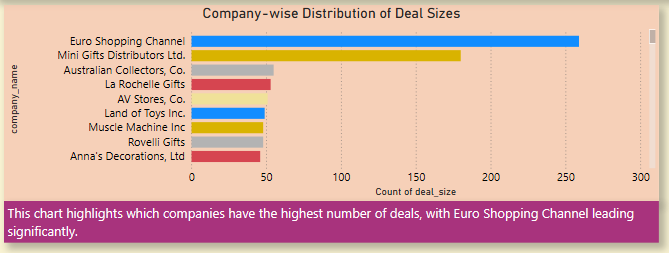 Company-wise Distribution of Deal Sizes
company_name
Euro Shopping Channel
Mini Gifts Distributors Ltd.
Australian Collectors, Co.
La Rochelle Gifts
AV Stores, Co.
Land of Toys Inc.
Muscle Machine Inc
Rovelli Gifts
Anna's Decorations, Ltd
0 50 100 150 200 250 300
Count of deal_size
This chart highlights which companies have the highest number of deals, with Euro Shopping Channel leading
significantly.